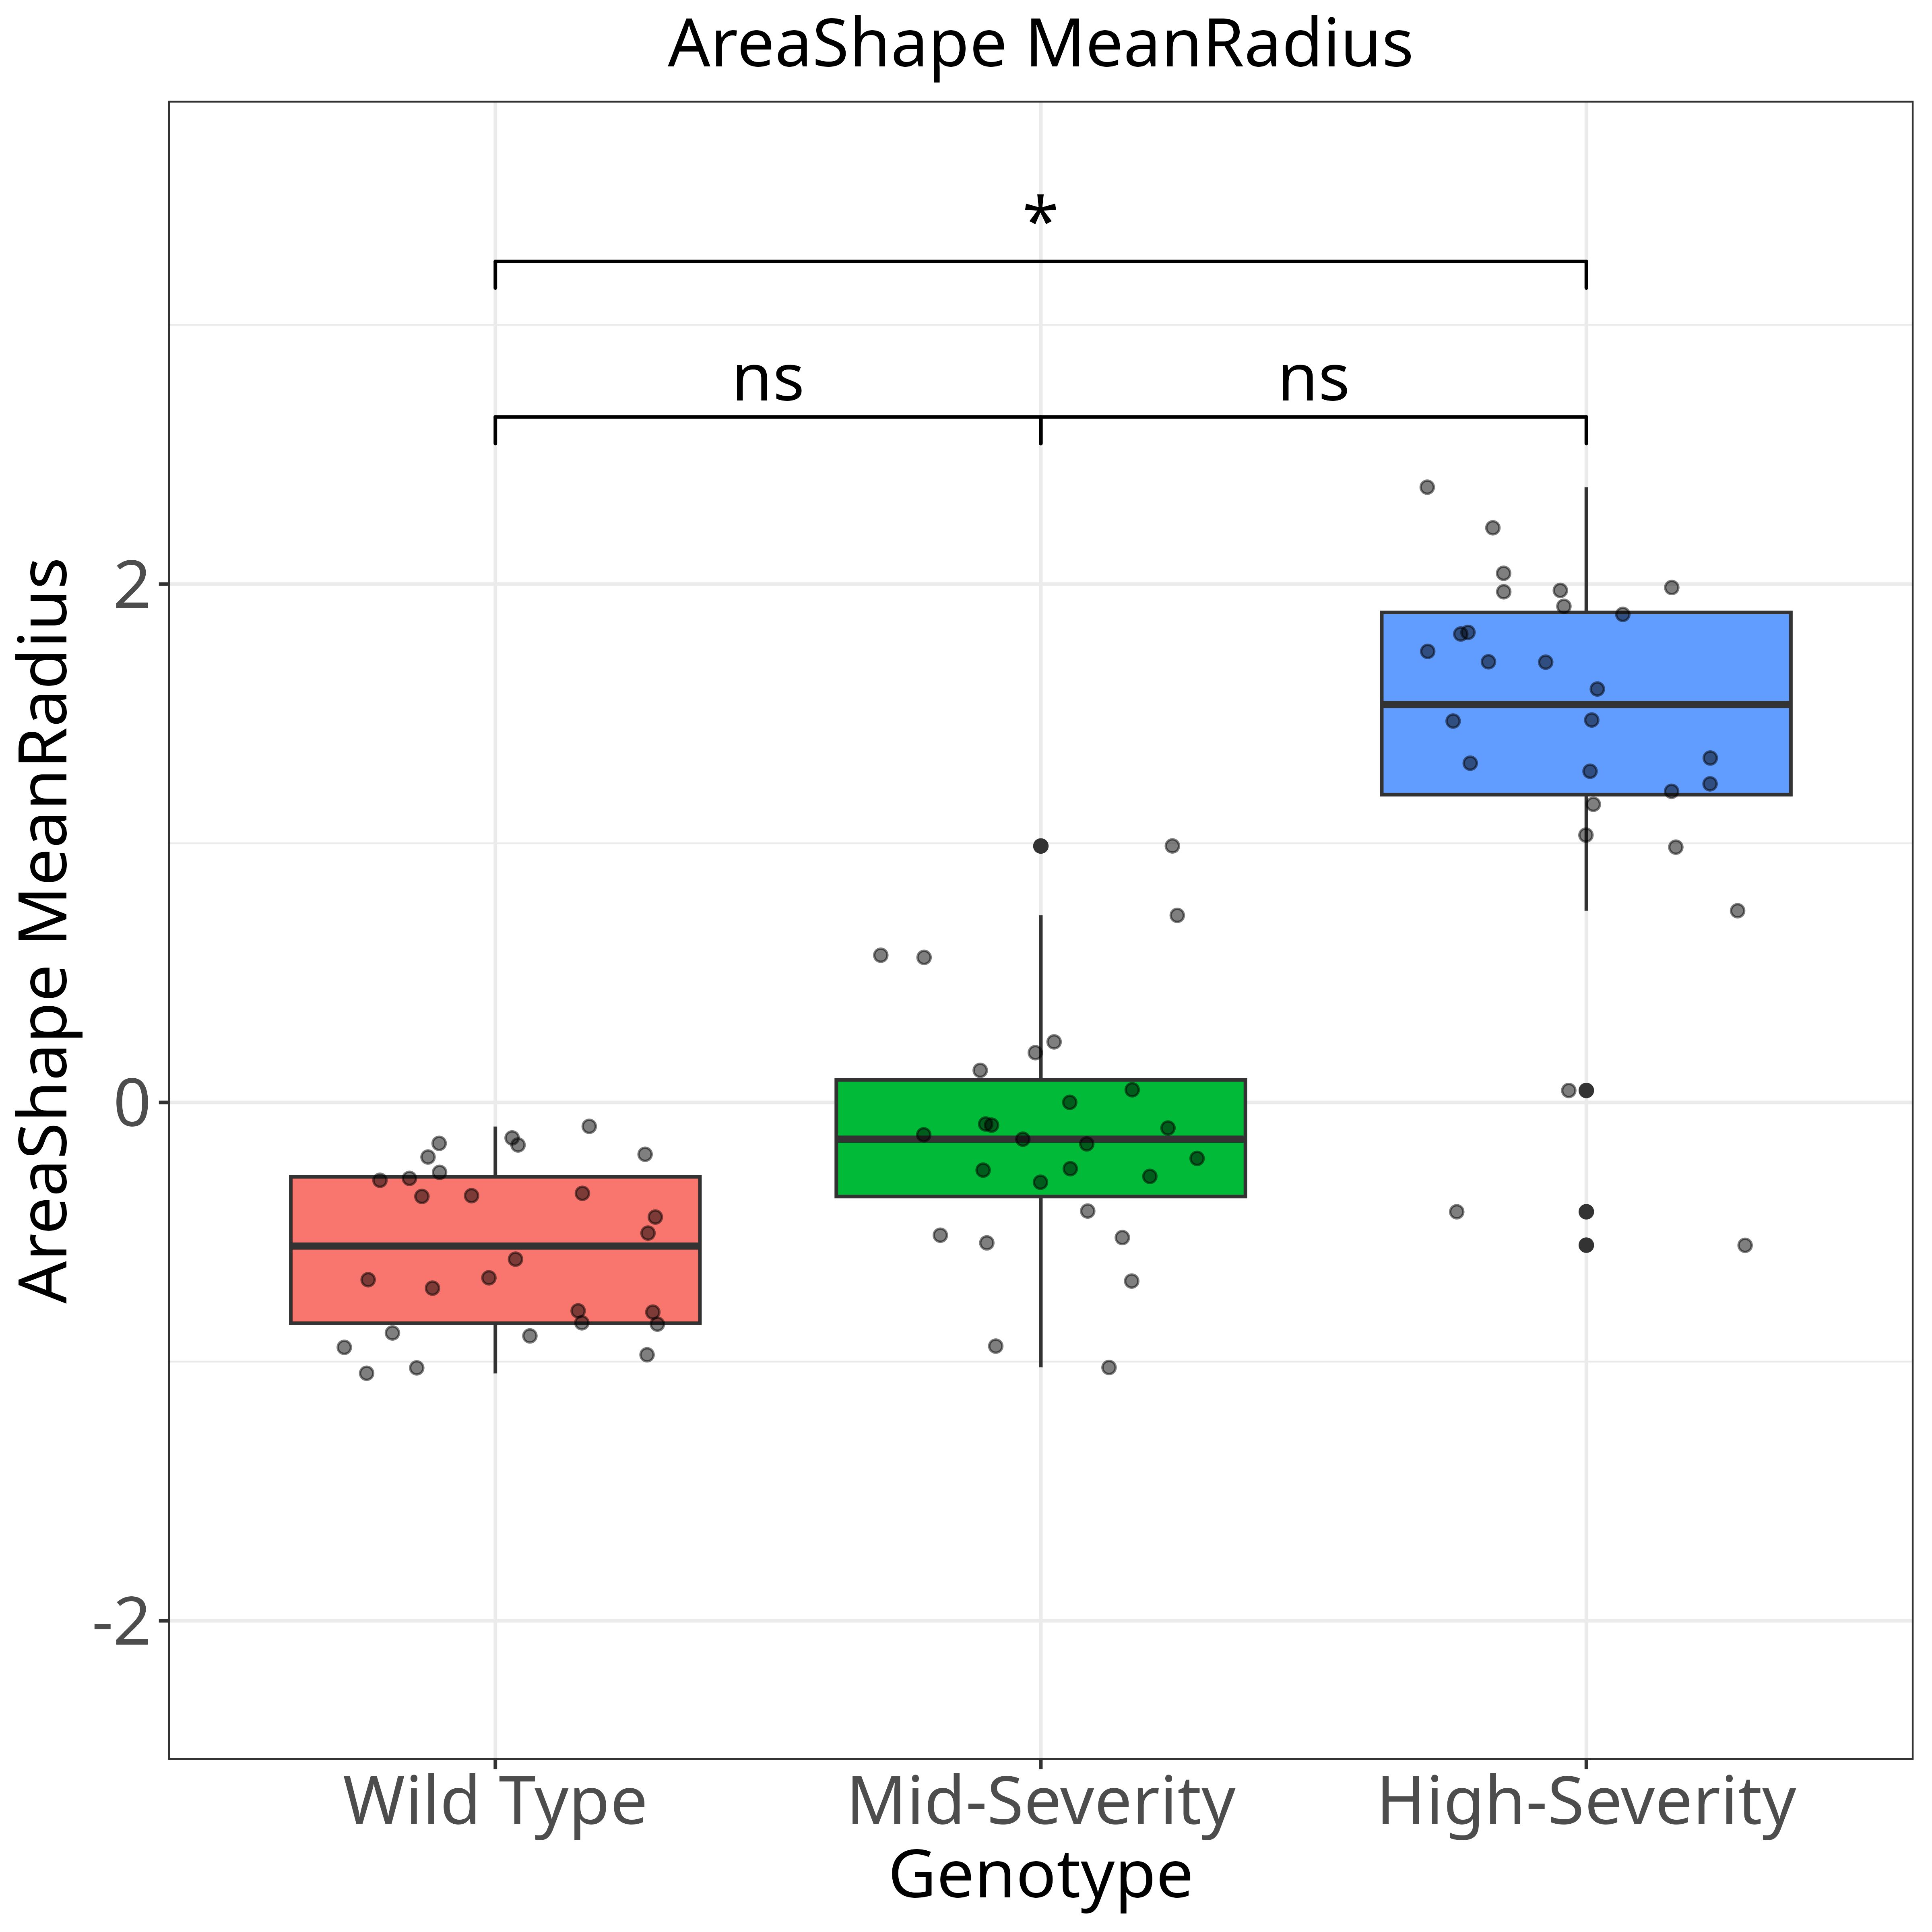 AreaShape MeanRadius
*
ns ns
AreaShape MeanRadius
2
0
-2
Wild Type Mid-Severity High-Severity
Genotype